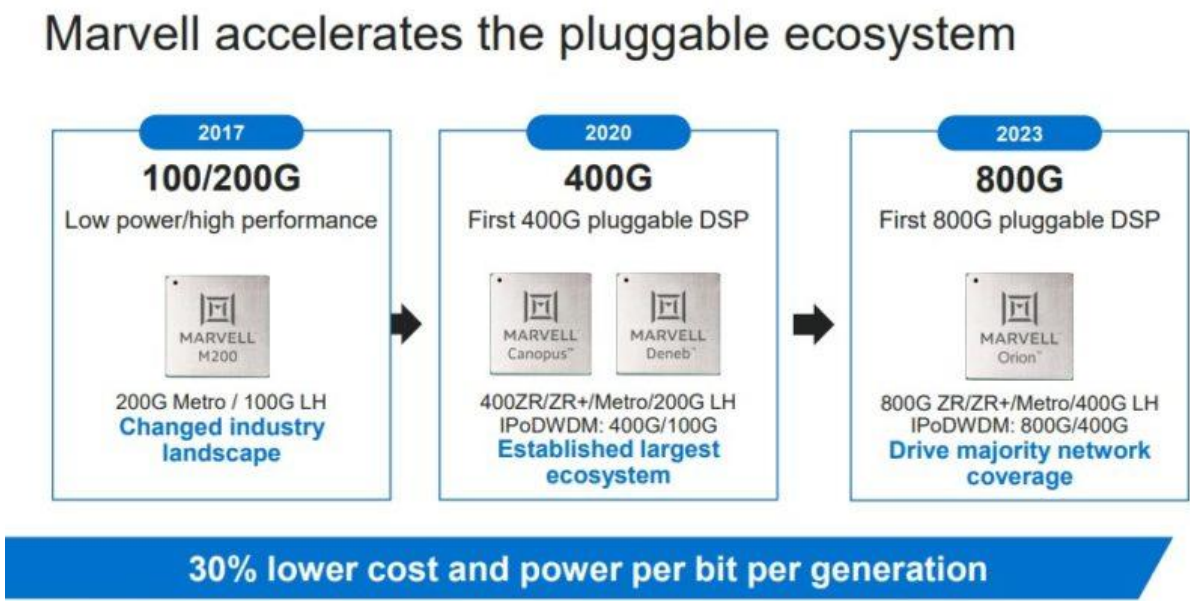 Marvell accelerates the pluggable ecosystem
2017
100/200G
Low power/high performance
MARVELL
M200
200G Metro / 100G LH
Changed industry
landscape
2020
400G
First 400G pluggable DSP
MARVELL
Canopus™
MARVELL
Deneb™
400ZR/ZR+/Metro/200G LH
IPoDWDM: 400G/100G
Established largest
ecosystem
2023
800G
First 800G pluggable DSP
MARVELL
Orion™
800G ZR/ZR+/Metro/400G LH
IPoDWDM: 800G/400G
Drive majority network
coverage
30% lower cost and power per bit per generation